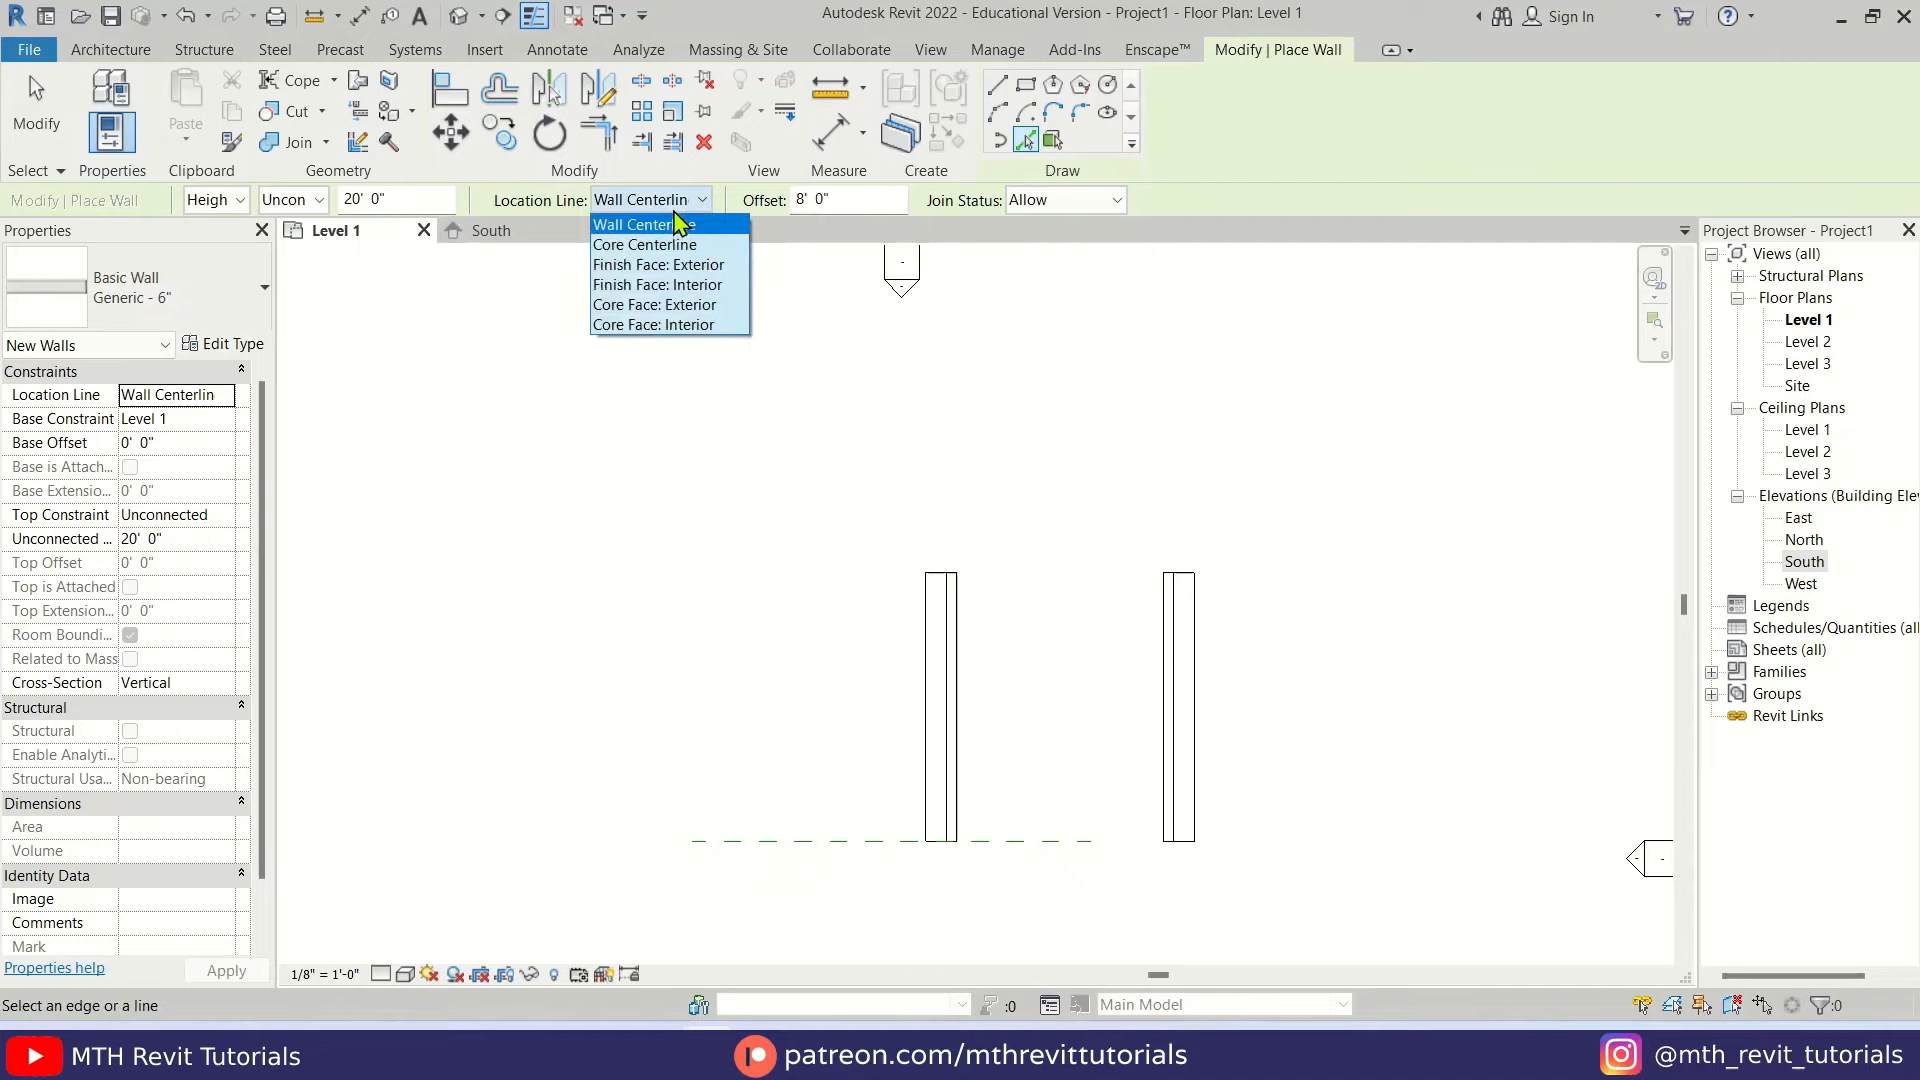 Autodesk Revit 2022 - Educational Version - Project1 - Floor Plan: Level 1
Sign In
File Architecture Structure Steel Precast Systems Insert Annotate Analyze Massing & Site Collaborate View Manage Add-Ins Enscape™ Modify | Place Wall
Modify Paste Cope Cut Join
Select Properties Clipboard Geometry Modify View Measure Create Draw
Modify | Place Wall Heigh Uncon 20' 0" Location Line: Wall Centerlin Offset: 8' 0" Join Status: Allow
Wall Center
Core Centerline
Finish Face: Exterior
Finish Face: Interior
Core Face: Exterior
Core Face: Interior
Properties
Level 1 South
Basic Wall
Generic - 6"
New Walls Edit Type
Constraints
Location Line Wall Centerlin
Base Constraint Level 1
Base Offset 0' 0"
Base is Attach...
Base Extensio... 0' 0"
Top Constraint Unconnected
Unconnected ... 20' 0"
Top Offset 0' 0"
Top is Attached
Top Extension... 0' 0"
Room Boundi...
Related to Mass
Cross-Section Vertical
Structural
Structural
Enable Analyti...
Structural Usa... Non-bearing
Dimensions
Area
Volume
Identity Data
Image
Comments
Mark
Properties help Apply
2D
1/8" = 1'-0"
Project Browser - Project1
Views (all)
Structural Plans
Floor Plans
Level 1
Level 2
Level 3
Site
Ceiling Plans
Level 1
Level 2
Level 3
Elevations (Building Ele
East
North
South
West
Legends
Schedules/Quantities (all
Sheets (all)
Families
Groups
Revit Links
Select an edge or a line :0 Main Model :0
MTH Revit Tutorials patreon.com/mthrevittutorials @mth_revit_tutorials